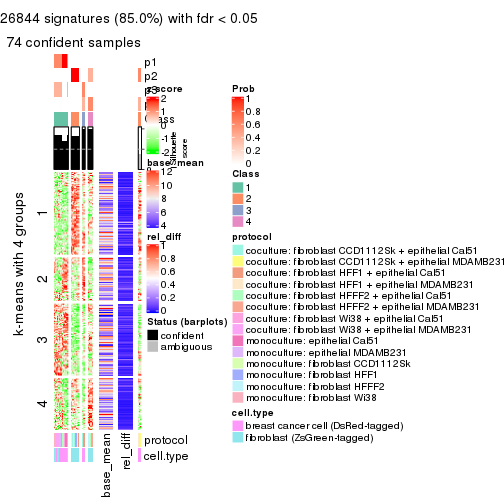 26844 signatures (85.0%) with fdr < 0.05
74 confident samples
p1
p2
z-score
2
1
0
-1
-2
Silhouette
score
base_mean
12
10
8
6
4
rel_diff
1
0.8
0.6
0.4
0.2
0
Status (barplots)
confident
ambiguous
k-means with 4 groups
1
2
3
4
base_mean
rel_diff
protocol
cell.type
Prob
1
0.8
0.6
0.4
0.2
0
Class
1
2
3
4
protocol
coculture: fibroblast CCD1112Sk + epithelial Cal51
coculture: fibroblast CCD1112Sk + epithelial MDAMB231
coculture: fibroblast HFF1 + epithelial Cal51
coculture: fibroblast HFF1 + epithelial MDAMB231
coculture: fibroblast HFFF2 + epithelial Cal51
coculture: fibroblast HFFF2 + epithelial MDAMB231
coculture: fibroblast Wi38 + epithelial Cal51
coculture: fibroblast Wi38 + epithelial MDAMB231
monoculture: epithelial Cal51
monoculture: epithelial MDAMB231
monoculture: fibroblast CCD1112Sk
monoculture: fibroblast HFF1
monoculture: fibroblast HFFF2
monoculture: fibroblast Wi38
cell.type
breast cancer cell (DsRed-tagged)
fibroblast (ZsGreen-tagged)